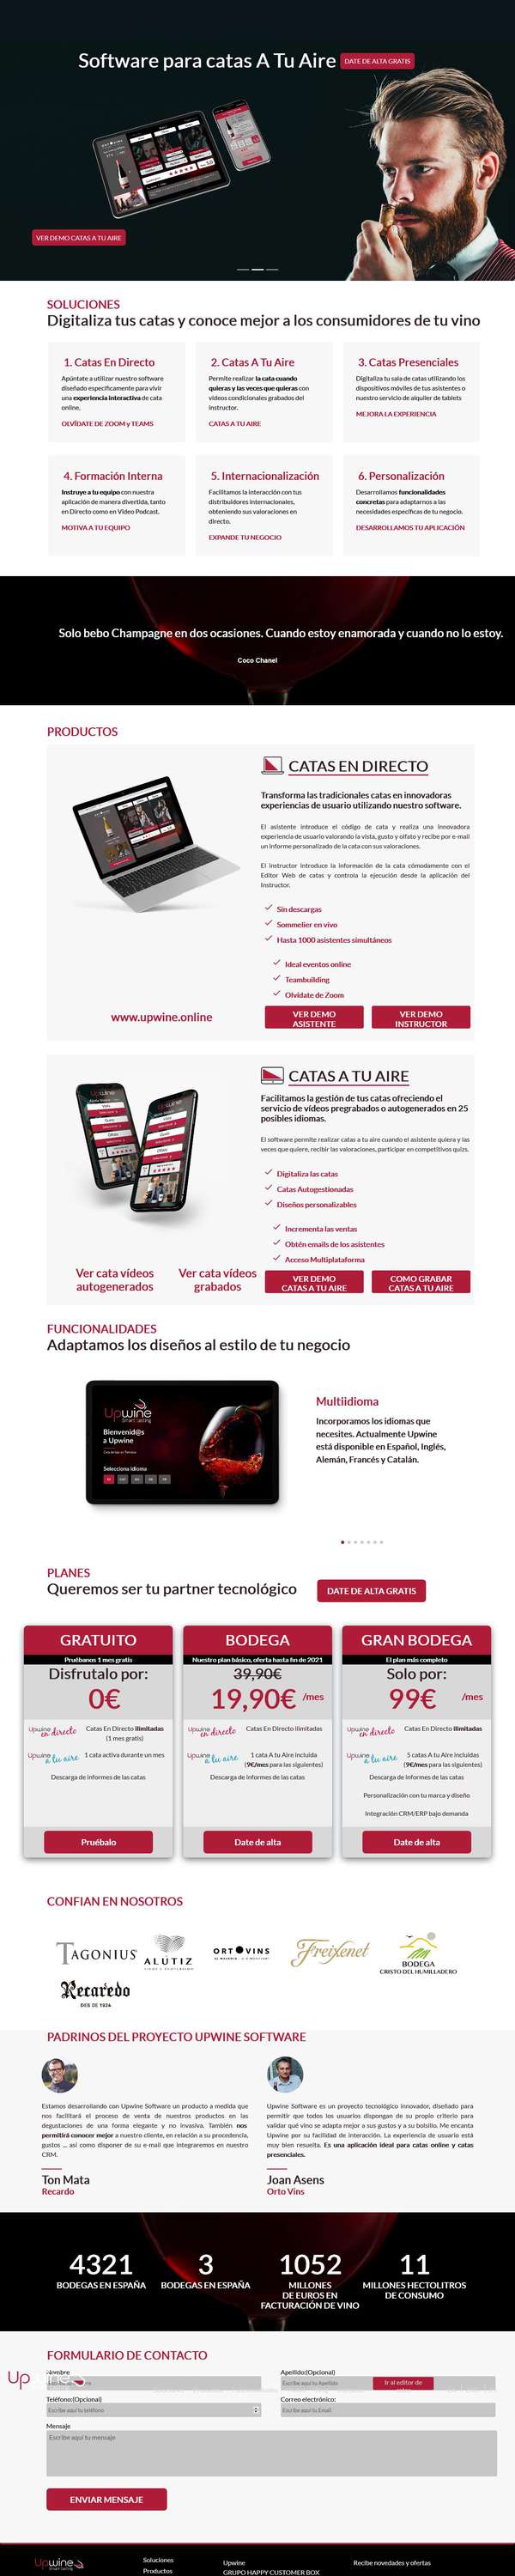 Software para catas A Tu Aire
DATE DE ALTA GRATIS
VER DEMO CATAS A TU AIRE
SOLUCIONES
Digitaliza tus catas y conoce mejor a los consumidores de tu vino
1. Catas En Directo
Apúntate a utilizar nuestro software
diseñado específicamente para vivir
una experiencia interactiva de cata
online.
OLVÍDATE DE ZOOM y TEAMS
2. Catas A Tu Aire
Permite realizar la cata cuando
quieras y las veces que quieras con
vídeos condicionales grabados del
instructor.
CATAS A TU AIRE
3. Catas Presenciales
Digitaliza tu sala de catas utilizando los
dispositivos móviles de tus asistentes o
nuestro servicio de alquiler de tablets
MEJORA LA EXPERIENCIA
4. Formación Interna
Instruye a tu equipo con nuestra
aplicación de manera divertida, tanto
en Directo como en Video Podcast.
MOTIVA A TU EQUIPO
5. Internacionalización
Facilitamos la interacción con tus
distribuidores internacionales,
obteniendo sus valoraciones en
directo.
EXPANDE TU NEGOCIO
6. Personalización
Desarrollamos funcionalidades
concretas para adaptarnos a las
necesidades específicas de tu negocio.
DESARROLLAMOS TU APLICACIÓN
Solo bebo Champagne en dos ocasiones. Cuando estoy enamorada y cuando no lo estoy.
Coco Chanel
PRODUCTOS
CATAS EN DIRECTO
Transforma las tradicionales catas en innovadoras
experiencias de usuario utilizando nuestro software.
El asistente introduce el código de cata y realiza una innovadora
experiencia de usuario valorando la vista, gusto y olfato y recibe por e-mail
un informe personalizado de la cata con sus valoraciones.
El instructor introduce la información de la cata cómodamente con el
Editor Web de catas y controla la ejecución desde la aplicación del
Instructor.
Sin descargas
Sommelier en vivo
Hasta 1000 asistentes simultáneos
Ideal eventos online
Teambuilding
Olvídate de Zoom
www.upwine.online
VER DEMO
ASISTENTE
VER DEMO
INSTRUCTOR
CATAS A TU AIRE
Facilitamos la gestión de tus catas ofreciendo el
servicio de vídeos pregrabados o autogenerados en 25
posibles idiomas.
El software permite realizar catas a tu aire cuando el asistente quiera y las
veces que quiere, recibir las valoraciones, participar en competitivos quizs.
Digitaliza las catas
Catas Autogestionadas
Diseños personalizables
Incrementa las ventas
Obtén emails de los asistentes
Acceso Multiplataforma
Ver cata vídeos
autogenerados
Ver cata vídeos
grabados
VER DEMO
CATAS A TU AIRE
COMO GRABAR
CATAS A TU AIRE
FUNCIONALIDADES
Adaptamos los diseños al estilo de tu negocio
Upwine
Smart tasting
Bienvenid@s
a Upwine
Selecciona idioma
Multiidioma
Incorporamos los idiomas que
necesites. Actualmente Upwine
está disponible en Español, Inglés,
Alemán, Francés y Catalán.
PLANES
Queremos ser tu partner tecnológico
DATE DE ALTA GRATIS
GRATUITO
Pruébanos 1 mes gratis
Disfrutalo por:
0€
Upwine en directo
Catas En Directo ilimitadas
(1 mes gratis)
Upwine a tu aire
1 cata activa durante un mes
Descarga de informes de las catas
Pruébalo
BODEGA
Nuestro plan básico, oferta hasta fin de 2021
39,90€
19,90€ /mes
Upwine en directo
Catas En Directo ilimitadas
Upwine a tu aire
1 cata A tu Aire incluida
(9€/mes para las siguientes)
Descarga de informes de las catas
Date de alta
GRAN BODEGA
El plan más completo
Solo por:
99€ /mes
Upwine en directo
Catas En Directo ilimitadas
Upwine a tu aire
5 catas A tu Aire incluidas
(9€/mes para las siguientes)
Descarga de informes de las catas
Personalización con tu marca y diseño
Integración CRM/ERP bajo demanda
Date de alta
CONFIAN EN NOSOTROS
TAGONIUS
ALUTIZ
ORTOVINS
Freixenet
BODEGA
CRISTO DEL HUMILLADERO
Recaredo
DES DE 1924
PADRINOS DEL PROYECTO UPWINE SOFTWARE
Estamos desarrollando con Upwine Software un producto a medida que
nos facilitará el proceso de venta de nuestros productos en las
degustaciones de una forma elegante y no invasiva. También nos
permitirá conocer mejor a nuestro cliente, en relación a su procedencia,
gustos ... así como disponer de su e-mail que integraremos en nuestro
CRM.
Ton Mata
Recardo
Upwine Software es un proyecto tecnológico innovador, diseñado para
permitir que todos los usuarios dispongan de su propio criterio para
validar qué vino se adapta mejor a sus gustos y a su bolsillo. Me encanta
Upwine por su facilidad de interacción. La experiencia de usuario está
muy bien resuelta. Es una aplicación ideal para catas online y catas
presenciales.
Joan Asens
Orto Vins
4321
BODEGAS EN ESPAÑA
3
BODEGAS EN ESPAÑA
1052
MILLONES
DE EUROS EN
FACTURACIÓN DE VINO
11
MILLONES HECTOLITROS
DE CONSUMO
FORMULARIO DE CONTACTO
Nombre
Apellido:(Opcional)
Escribe aquí tu Apellido
Ir al editor de
Teléfono:(Opcional)
Escribe aquí tu teléfono
Correo electrónico:
Escribe aquí tu Email
Mensaje
Escribe aquí tu mensaje
ENVIAR MENSAJE
Upwine
Smart tasting
Soluciones
Productos
Upwine
GRUPO HAPPY CUSTOMER BOX
Recibe novedades y ofertas